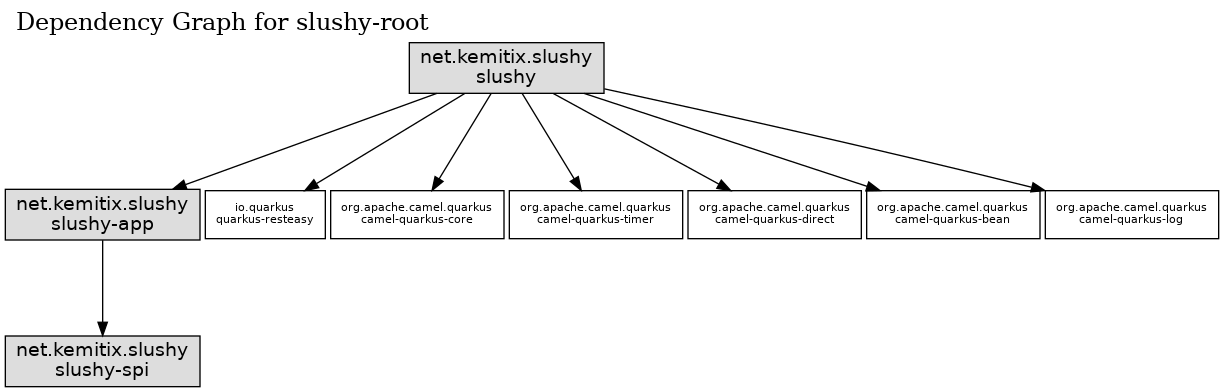 Dependency Graph for slushy-root
net.kemitix.slushy
slushy
net.kemitix.slushy
slushy-app
io.quarkus
quarkus-resteasy
org.apache.camel.quarkus
camel-quarkus-core
org.apache.camel.quarkus
camel-quarkus-timer
org.apache.camel.quarkus
camel-quarkus-direct
org.apache.camel.quarkus
camel-quarkus-bean
org.apache.camel.quarkus
camel-quarkus-log
net.kemitix.slushy
slushy-spi